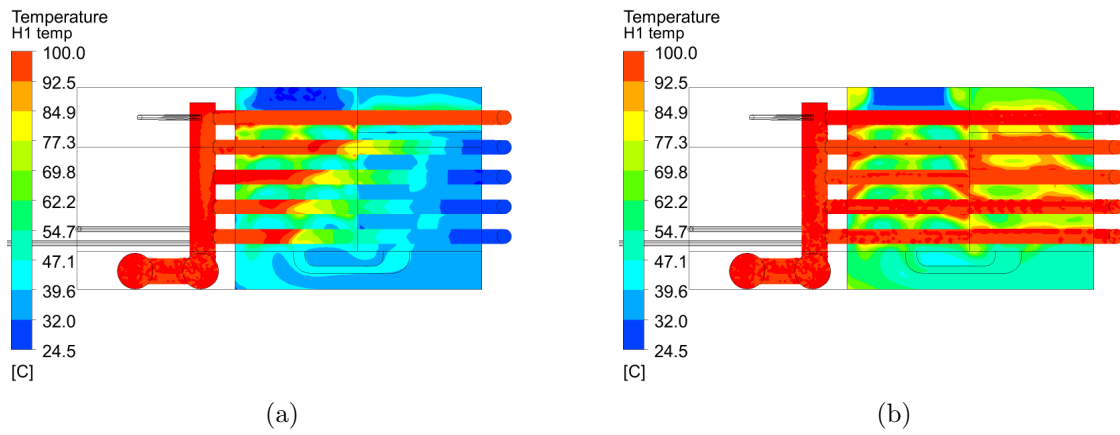 Temperature
H1 temp
100.0
92.5
84.9
77.3
69.8
62.2
54.7
47.1
39.6
32.0
24.5
[C]
(a)
Temperature
H1 temp
100.0
92.5
84.9
77.3
69.8
62.2
54.7
47.1
39.6
32.0
24.5
[C]
(b)